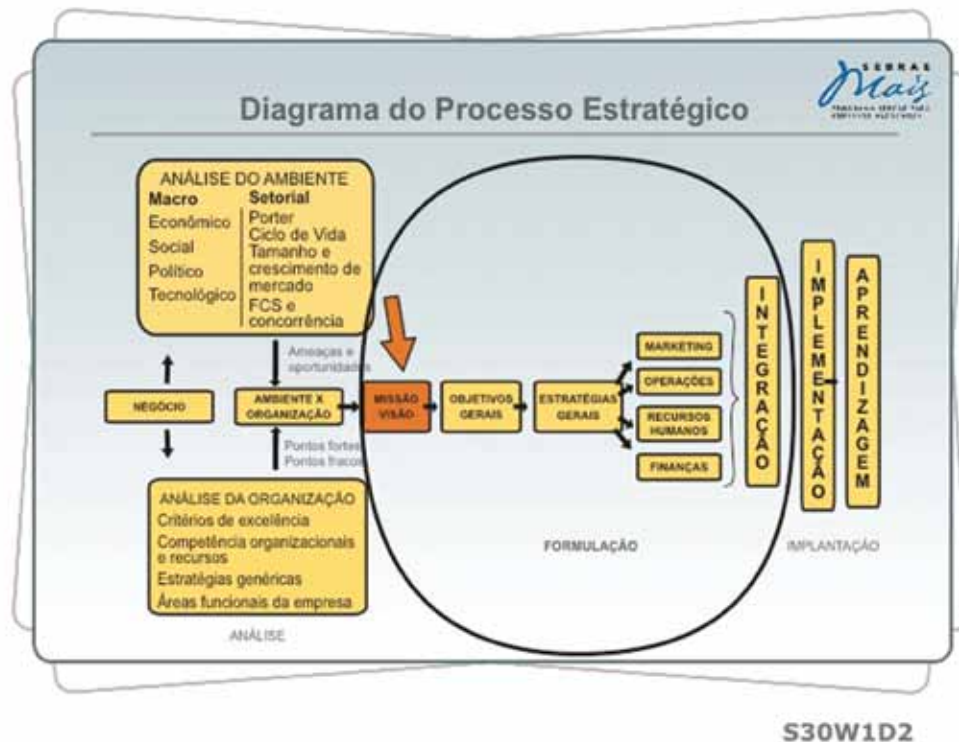 SEBRAE
Mais
Diagrama do Processo Estratégico
ANÁLISE DO AMBIENTE
Macro
Econômico
Social
Político
Tecnológico
Setorial
Porter
Ciclo de Vida
Tamanho e
crescimento de
mercado
FCS e
concorrência
Ameaças e
oportunidades
NEGÓCIO
AMBIENTE X
ORGANIZAÇÃO
MISSÃO
VISÃO
OBJETIVOS
GERAIS
ESTRATÉGIAS
GERAIS
MARKETING
OPERAÇÕES
RECURSOS
HUMANOS
FINANÇAS
INTEGRAÇÃO
IMPLEMENTAÇÃO
APRENDIZAGEM
Pontos fortes
Pontos fracos
ANÁLISE DA ORGANIZAÇÃO
Critérios de excelência
Competência organizacionais
e recursos
Estratégias genéricas
Áreas funcionais da empresa
ANÁLISE
FORMULAÇÃO
IMPLANTAÇÃO
S30W1D2